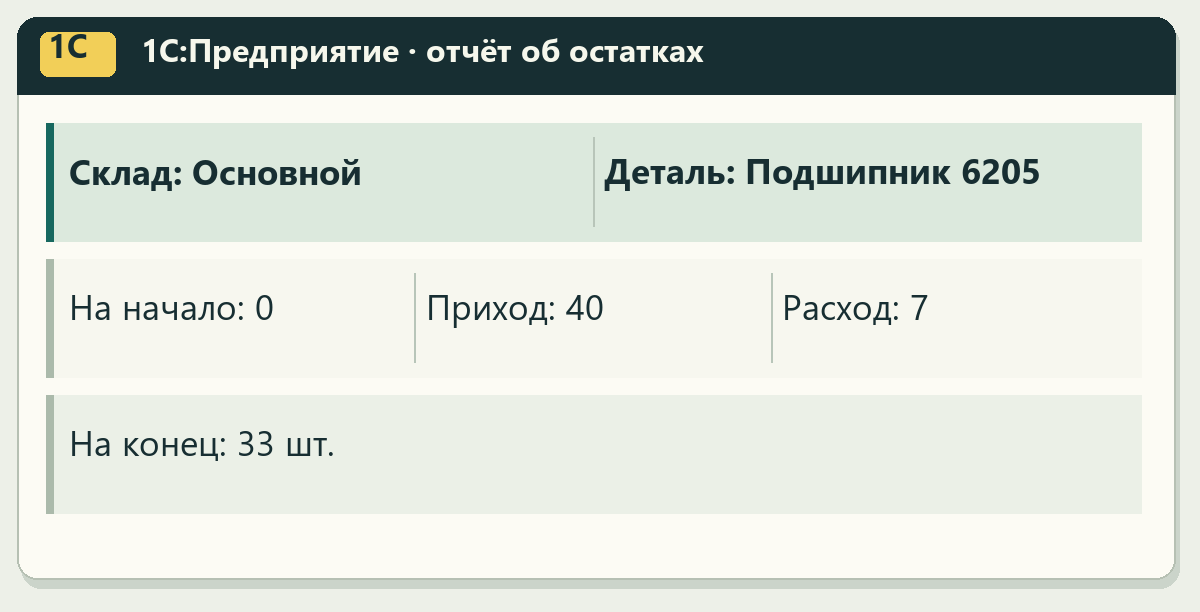 1С 1С:Предприятие · отчёт об остатках
Склад: Основной Деталь: Подшипник 6205
На начало: 0 Приход: 40 Расход: 7
На конец: 33 шт.